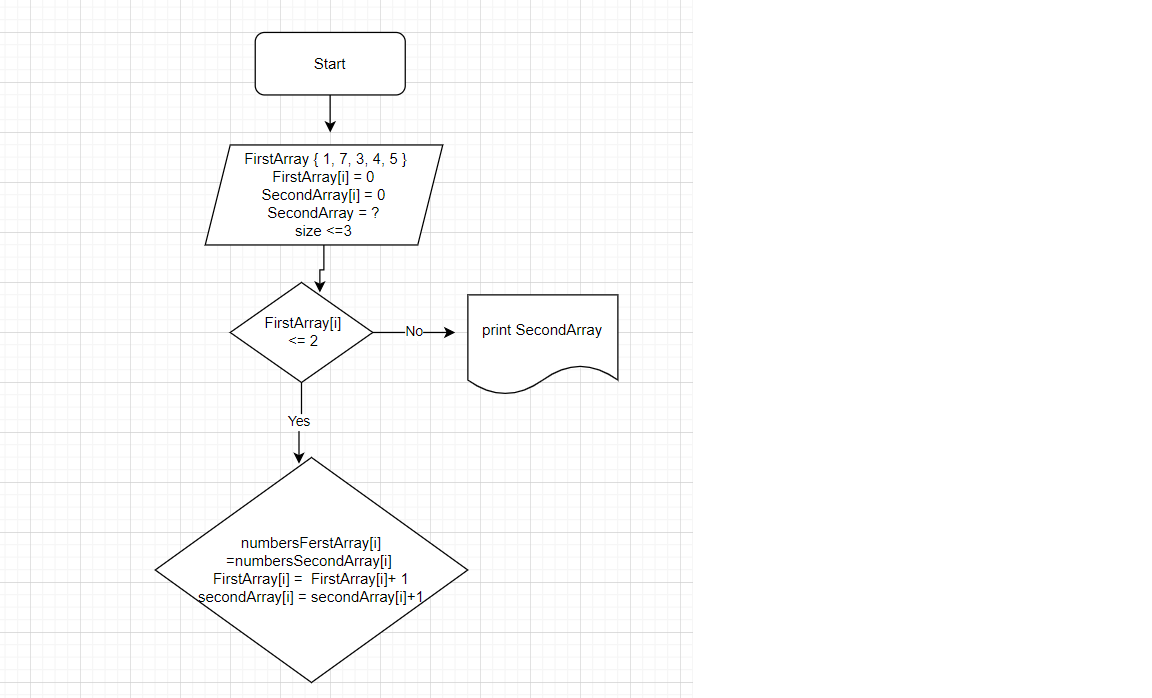 Start
FirstArray { 1, 7, 3, 4, 5 }
FirstArray[i] = 0
SecondArray[i] = 0
SecondArray = ?
size <=3
FirstArray[i]
<= 2
No
print SecondArray
Yes
numbersFerstArray[i]
=numbersSecondArray[i]
FirstArray[i] = FirstArray[i]+ 1
secondArray[i] = secondArray[i]+1